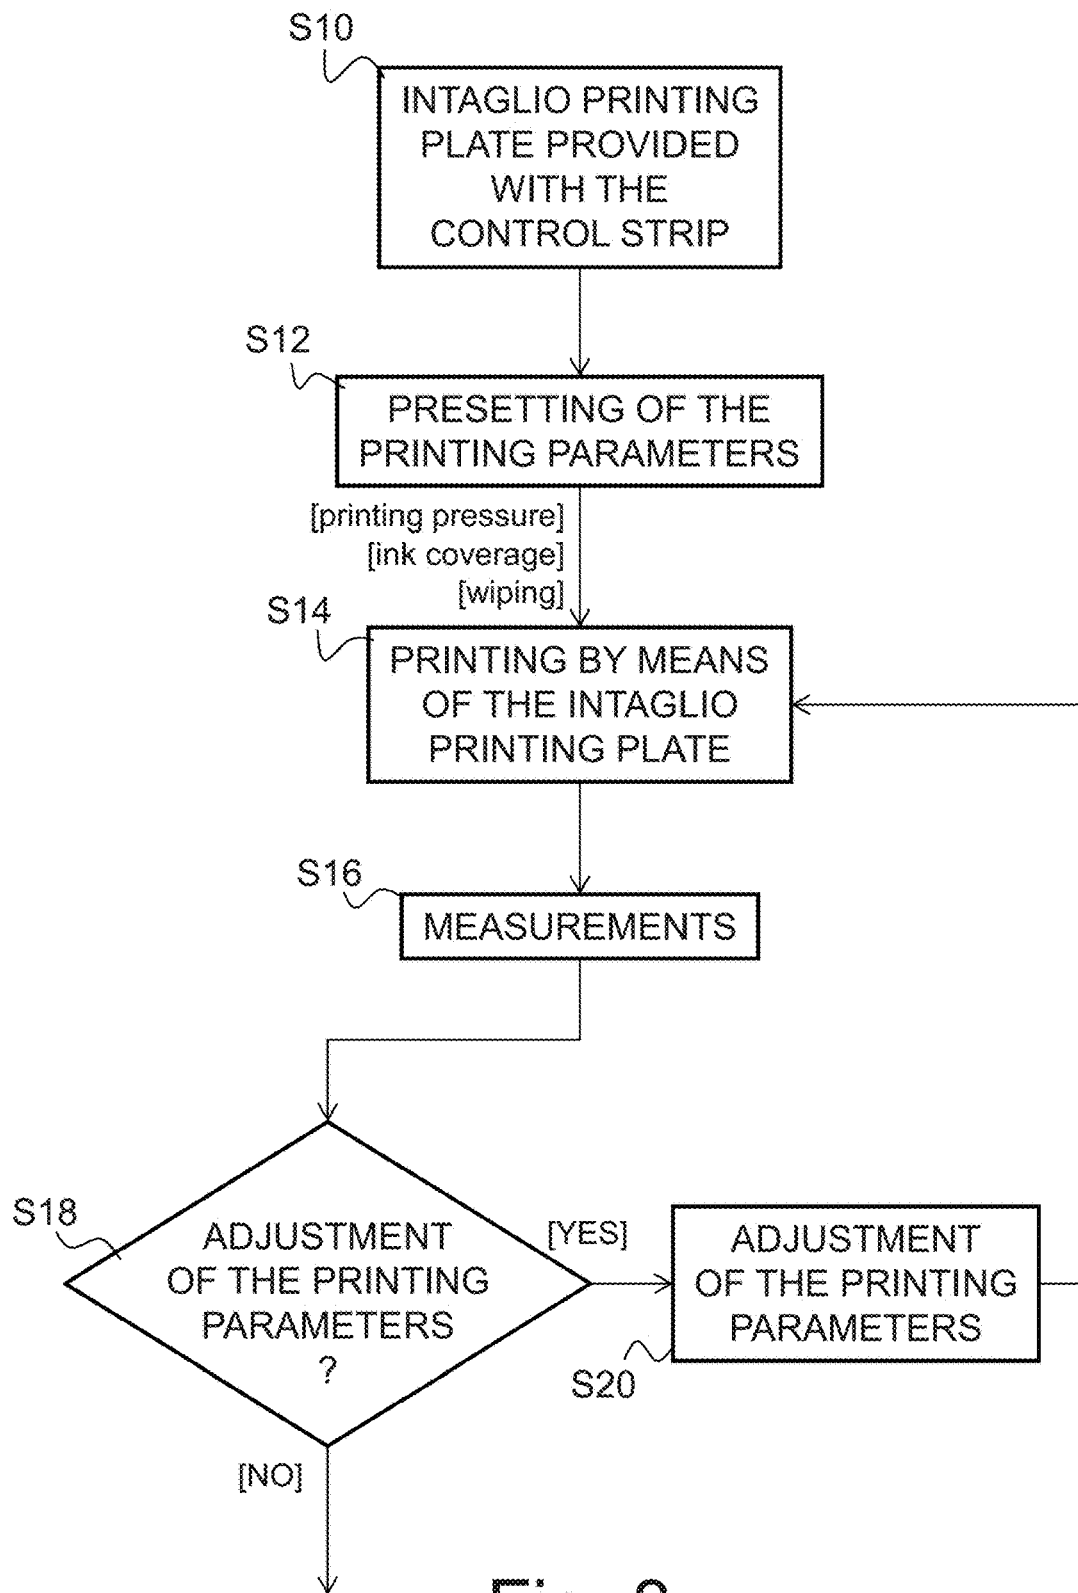 S10
INTAGLIO PRINTING
PLATE PROVIDED
WITH THE
CONTROL STRIP
S12
PRESETTING OF THE
PRINTING PARAMETERS
[printing pressure]
[ink coverage]
[wiping]
S14
PRINTING BY MEANS
OF THE INTAGLIO
PRINTING PLATE
S16
MEASUREMENTS
S18
ADJUSTMENT
OF THE PRINTING
PARAMETERS
?
[YES]
ADJUSTMENT
OF THE PRINTING
PARAMETERS
S20
[NO]